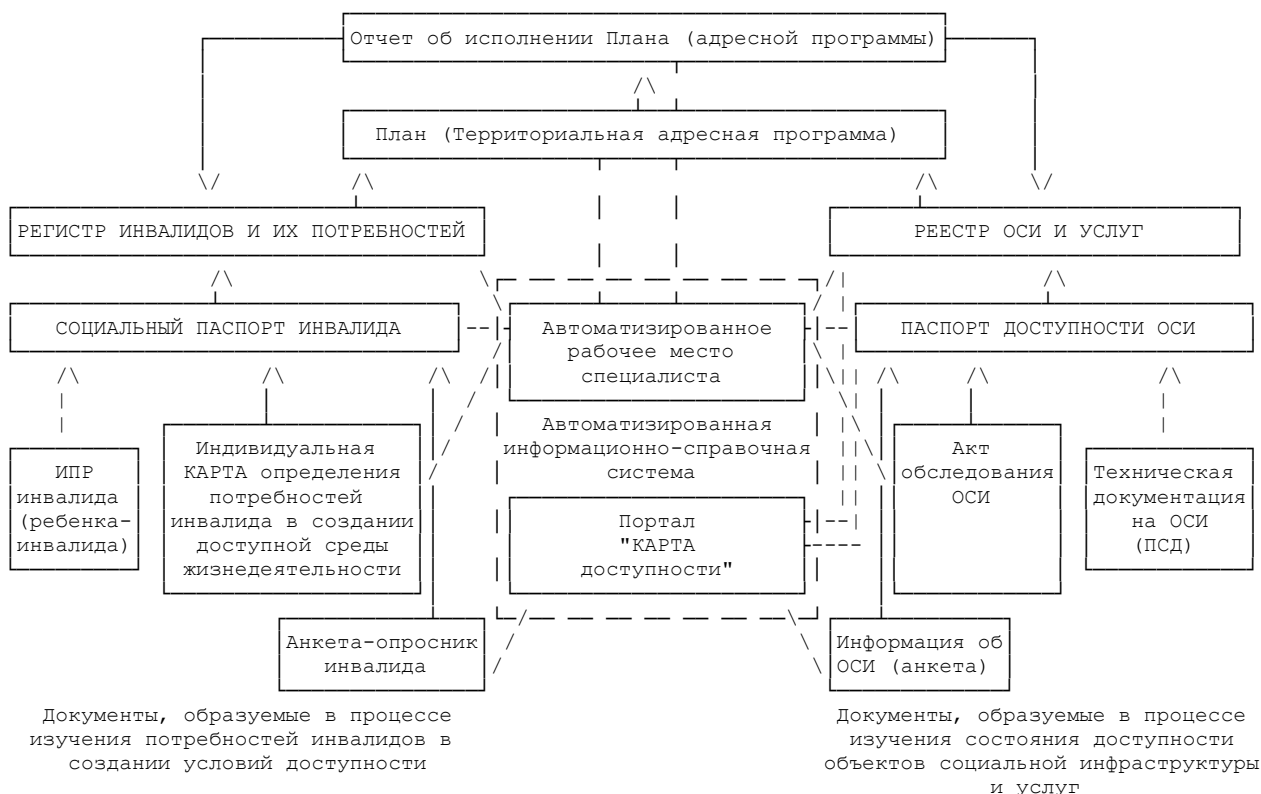 Отчет об исполнении Плана (адресной программы)
План (Территориальная адресная программа)
РЕГИСТР ИНВАЛИДОВ И ИХ ПОТРЕБНОСТЕЙ
РЕЕСТР ОСИ И УСЛУГ
СОЦИАЛЬНЫЙ ПАСПОРТ ИНВАЛИДА
Автоматизированное
рабочее место
специалиста
ПАСПОРТ ДОСТУПНОСТИ ОСИ
Автоматизированная
информационно-справочная
система
ИПР
инвалида
(ребенка-
инвалида)
Индивидуальная
КАРТА определения
потребностей
инвалида в создании
доступной среды
жизнедеятельности
Портал
"КАРТА
доступности"
Акт
обследования
ОСИ
Техническая
документация
на ОСИ
(ПСД)
Анкета-опросник
инвалида
Информация об
ОСИ (анкета)
Документы, образуемые в процессе
изучения потребностей инвалидов в
создании условий доступности
Документы, образуемые в процессе
изучения состояния доступности
объектов социальной инфраструктуры
и услуг